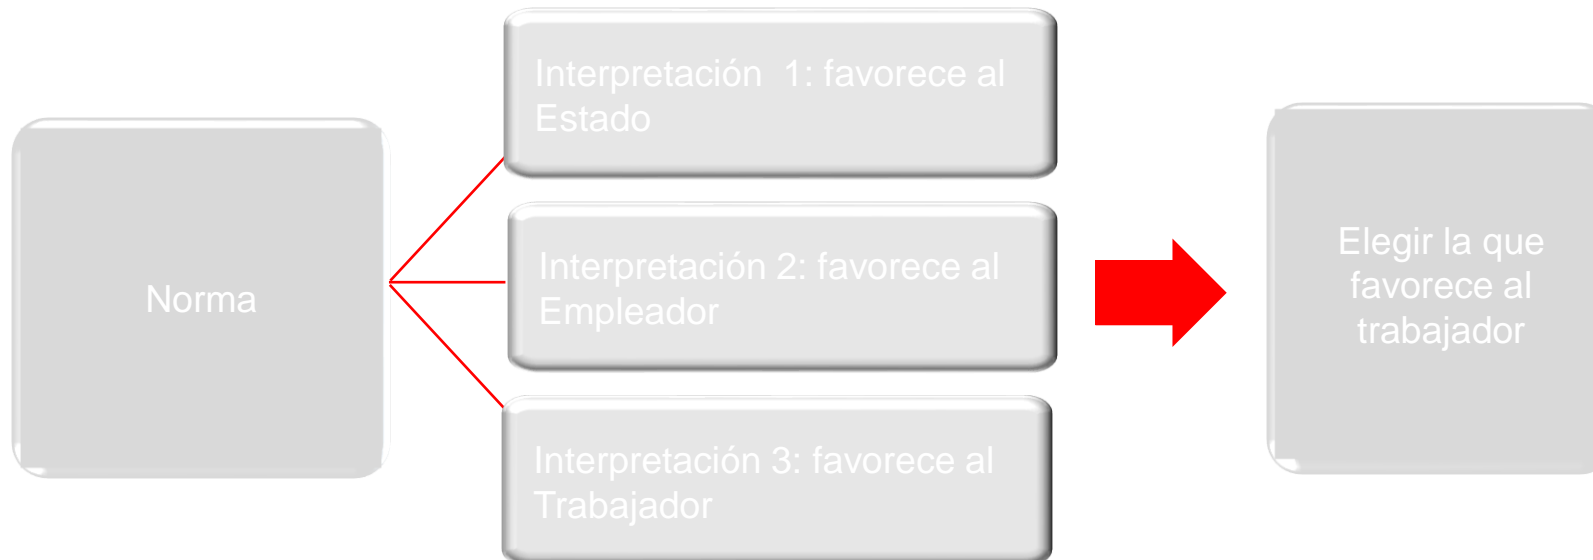 Norma
Interpretación  1: favorece al
Estado
Interpretación 2: favorece al
Empleador
Interpretación 3: favorece al
Trabajador
Elegir la que
favorece al
trabajador